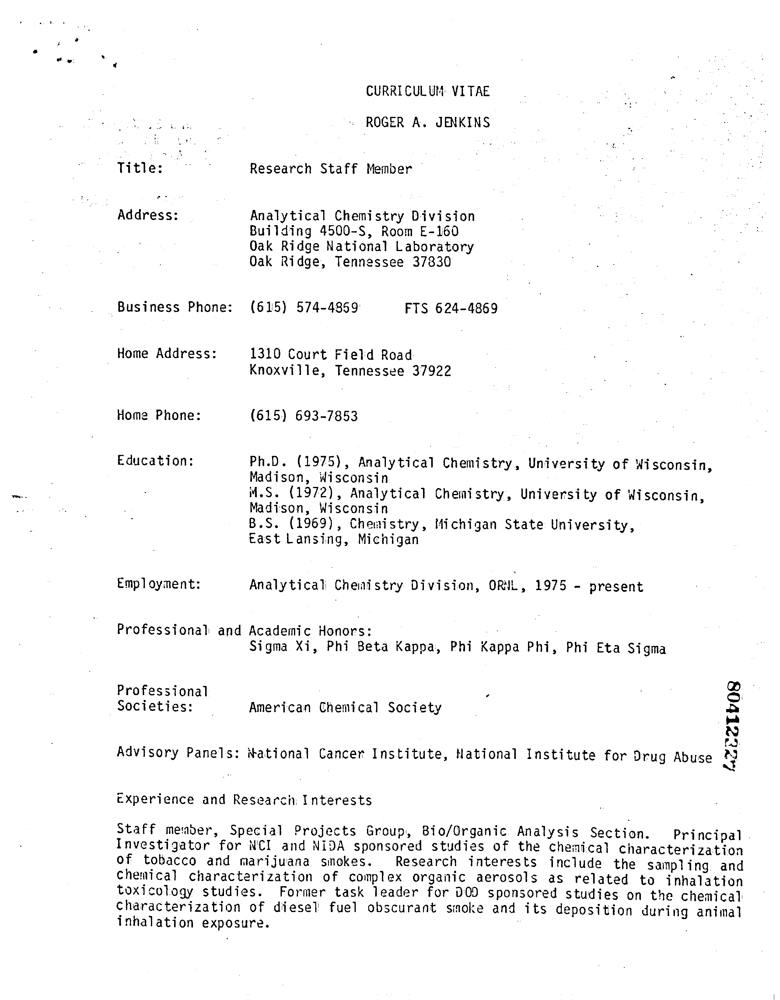 CURRICULUM VITAE
ROGER A. JENKINS
Title: Research Staff Member
Address: Analytical Chemistry Division
Building 4500-S, Room E-160
Oak Ridge National Laboratory
Oak Ridge, Tennessee 37830
Business Phone: (615) 574-4869 FTS 624-4869
Home Address: 1310 Court Field Road
Knoxville, Tennessee 37922
Home Phone: (615) 693-7853
Education: Ph.D. (1975), Analytical Chemistry, University of Wisconsin,
Madison, Wisconsin
M.S. (1972), Analytical Chemistry, University of Wisconsin,
Madison, Wisconsin
B.S. (1969), Chemistry, Michigan State University,
East Lansing, Michigan
Employment: Analytical Chemistry Division, ORNL, 1975 - present
Professional and Academic Honors:
Sigma Xi, Phi Beta Kappa, Phi Kappa Phi, Phi Eta Sigma
Professional
Societies: American Chemical Society
Advisory Panels: National Cancer Institute, National Institute for Drug Abuse
80412327
Experience and Research Interests
Staff member, Special Projects Group, Bio/Organic Analysis Section. Principal
Investigator for NCI and NIDA sponsored studies of the chemical characterization
of tobacco and marijuana smokes. Research interests include the sampling and
chemical characterization of complex organic aerosols as related to inhalation
toxicology studies. Former task leader for DOD sponsored studies on the chemical
characterization of diesel fuel obscurant smoke and its deposition during animal
inhalation exposure.